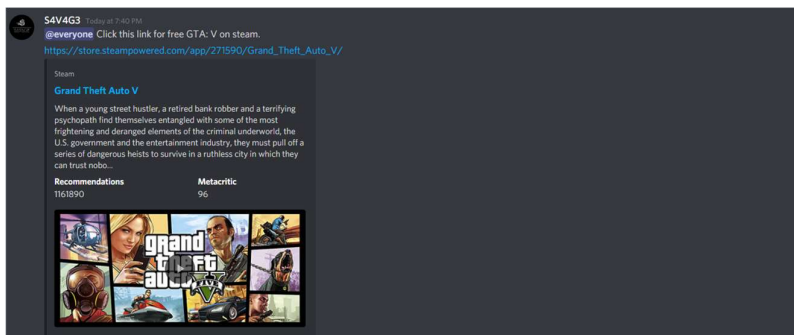 S4V4G3 Today at 7:40 PM
@everyone Click this link for free GTA: V on steam.
https://store.steampowered.com/app/271590/Grand_Theft_Auto_V/
Steam
Grand Theft Auto V
When a young street hustler, a retired bank robber and a terrifying
psychopath find themselves entangled with some of the most
frightening and deranged elements of the criminal underworld, the
U.S. government and the entertainment industry, they must pull off a
series of dangerous heists to survive in a ruthless city in which they
can trust nobo...
Recommendations Metacritic
1161890 96
grand
theft
auto V
FIVE